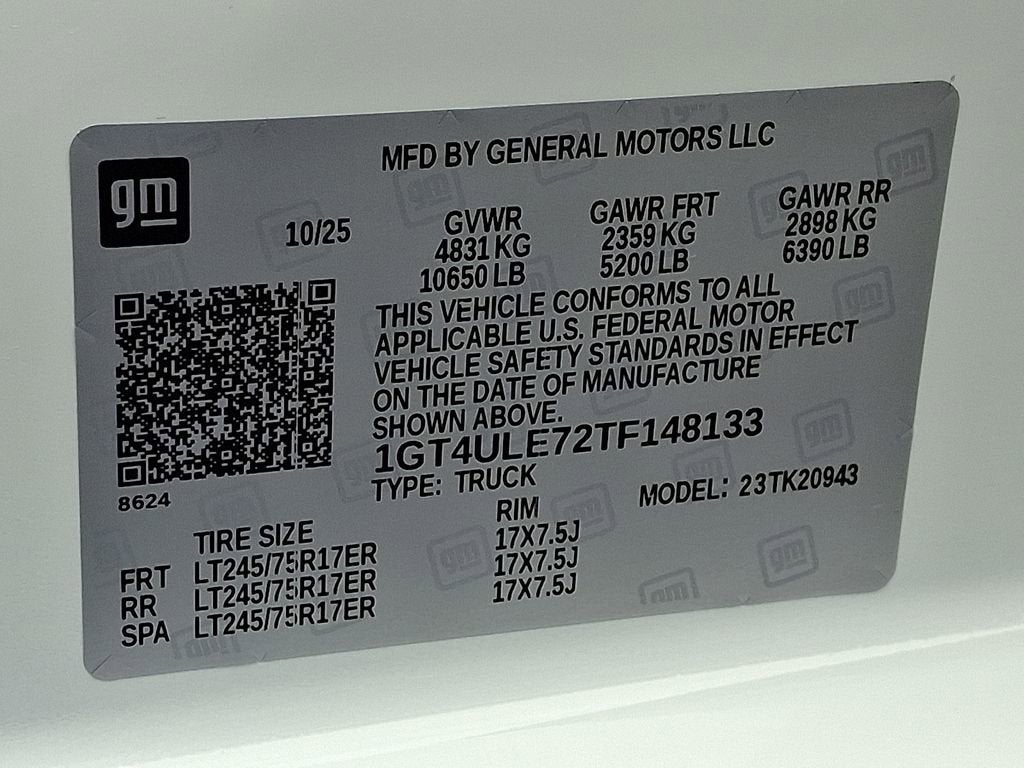 gm
MFD BY GENERAL MOTORS LLC
10/25
GVWR GAWR FRT GAWR RR
4831 KG 2359 KG 2898 KG
10650 LB 5200 LB 6390 LB
THIS VEHICLE CONFORMS TO ALL
APPLICABLE U.S. FEDERAL MOTOR
VEHICLE SAFETY STANDARDS IN EFFECT
ON THE DATE OF MANUFACTURE
SHOWN ABOVE.
1GT4ULE72TF148133
TYPE: TRUCK MODEL: 23TK20943
8624
TIRE SIZE RIM
FRT LT245/75R17ER 17X7.5J
RR LT245/75R17ER 17X7.5J
SPA LT245/75R17ER 17X7.5J